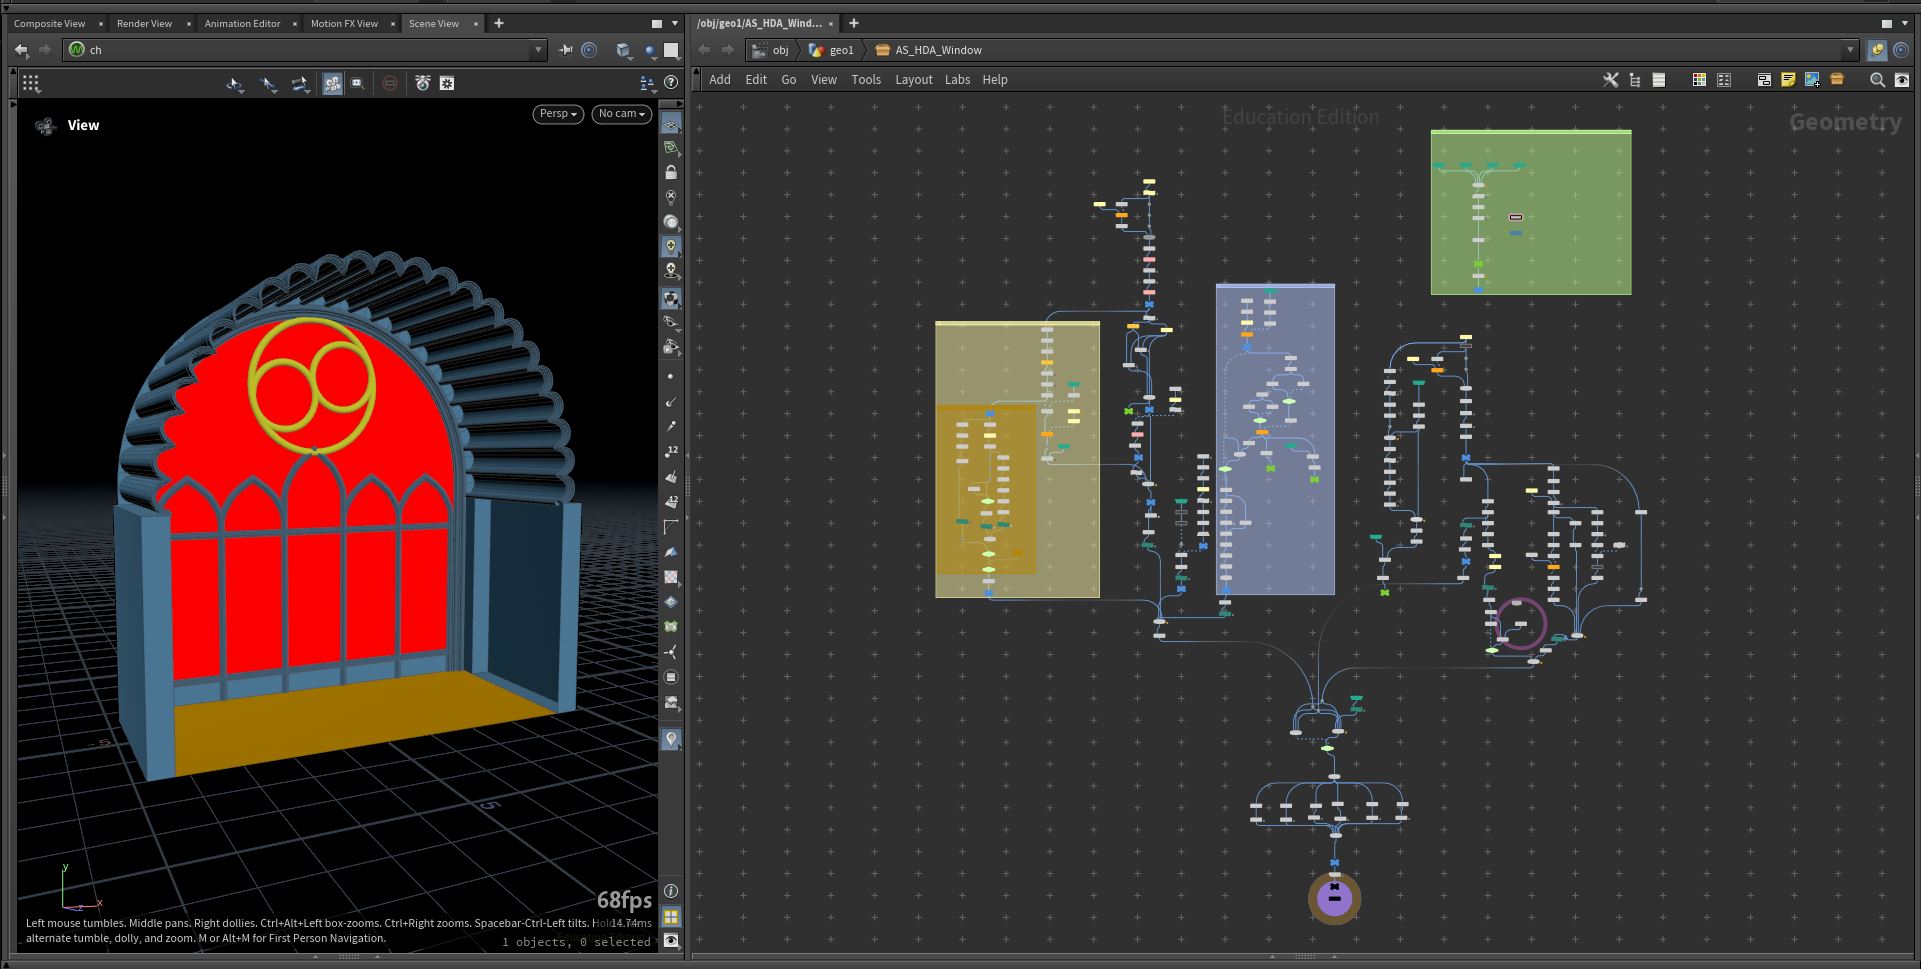 Composite View × Render View × Animation Editor × Motion FX View × Scene View × +
/obj/geo1/AS_HDA_Wind... × +
ch
obj geo1 AS_HDA_Window
Add Edit Go View Tools Layout Labs Help
View
Persp No cam
Education Edition
Geometry
12
12
5
y
x
z
68fps
14.74ms
Left mouse tumbles. Middle pans. Right dollies. Ctrl+Alt+Left box-zooms. Ctrl+Right zooms. Spacebar-Ctrl-Left tilts.
alternate tumble, dolly, and zoom. M or Alt+M for First Person Navigation.
1 objects, 0 selected